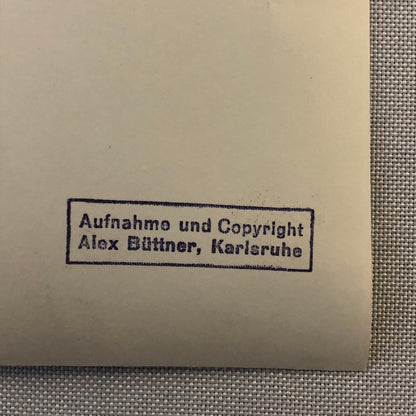 Aufnahme und Copyright
Alex Büttner, Karlsruhe